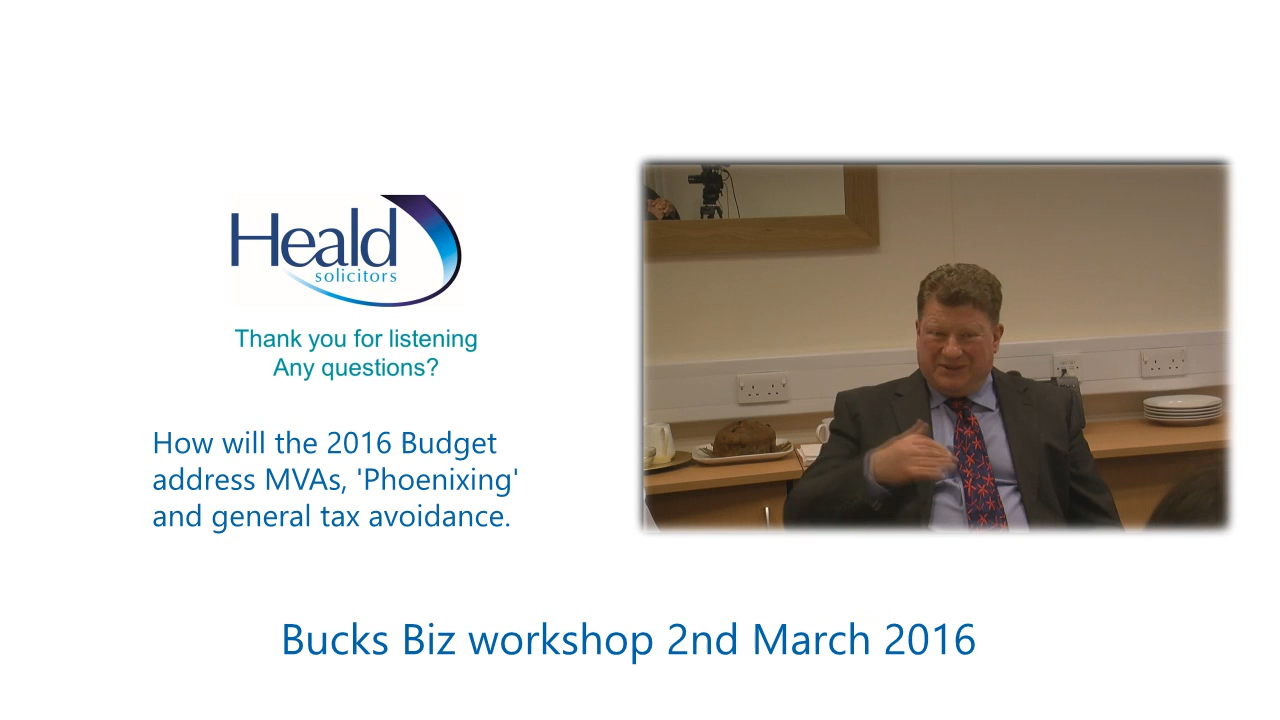 Heald
solicitors
Thank you for listening
Any questions?
How will the 2016 Budget
address MVAs, 'Phoenixing'
and general tax avoidance.
Bucks Biz workshop 2nd March 2016